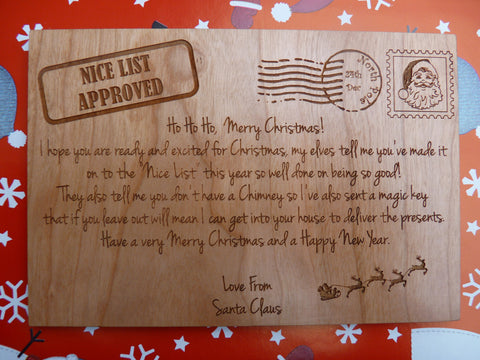 NICE LIST
APPROVED
North Pole
24th
Dec
Ho Ho Ho, Merry Christmas!
I hope you are ready and excited for Christmas, my elves tell me you've made it
on to the "Nice List" this year so well done on being so good!
They also tell me you don't have a Chimney so I've also sent a magic key
that if you leave out will mean I can get into your house to deliver the presents.
Have a very Merry Christmas and a Happy New Year.
Love From
Santa Claus